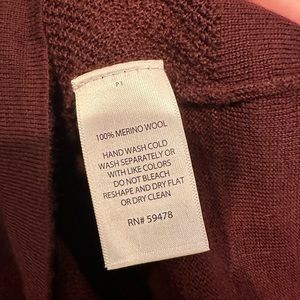 P I
100% MERINO WOOL
HAND WASH COLD
WASH SEPARATELY OR
WITH LIKE COLORS
DO NOT BLEACH
RESHAPE AND DRY FLAT
OR DRY CLEAN
RN# 59478